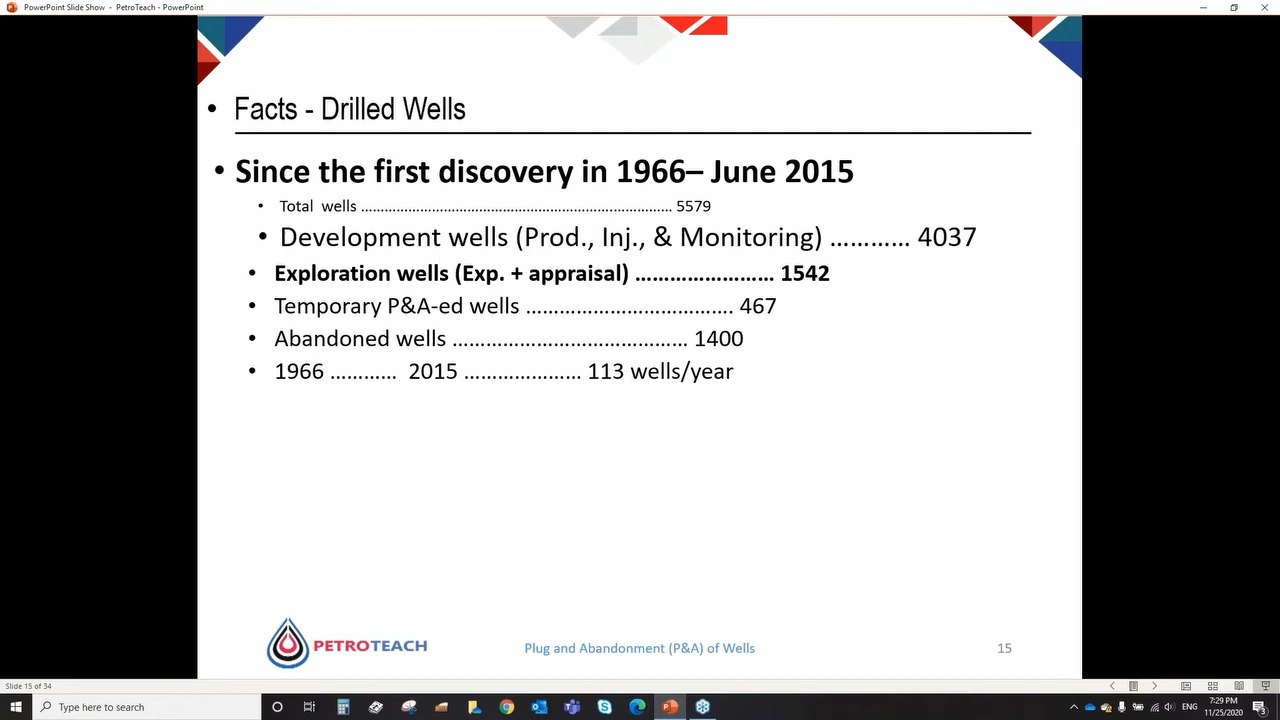 PowerPoint Slide Show - PetroTeach - PowerPoint
• Facts - Drilled Wells
• Since the first discovery in 1966– June 2015
• Total wells ………………………………………………………….…………… 5579
• Development wells (Prod., Inj., & Monitoring) ………… 4037
• Exploration wells (Exp. + appraisal) …………………… 1542
• Temporary P&A-ed wells ……………………………. 467
• Abandoned wells ………………………………… 1400
• 1966 ………… 2015 ………………… 113 wells/year
PETROTEACH
Plug and Abandonment (P&A) of Wells
15
Slide 15 of 34
Type here to search
ENG
7:29 PM
11/25/2020
3